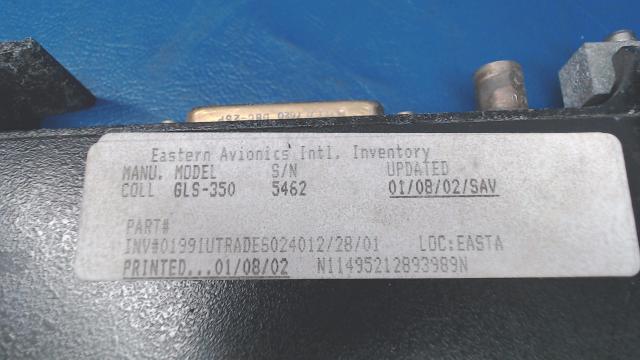 Eastern Avionics Intl. Inventory
MANU. MODEL S/N UPDATED
COLL GLS-350 5462 01/08/02/SAV
PART#
INV#01991UTRADES024012/28/01 LOC:EASTA
PRINTED...01/08/02 N11495212893989N